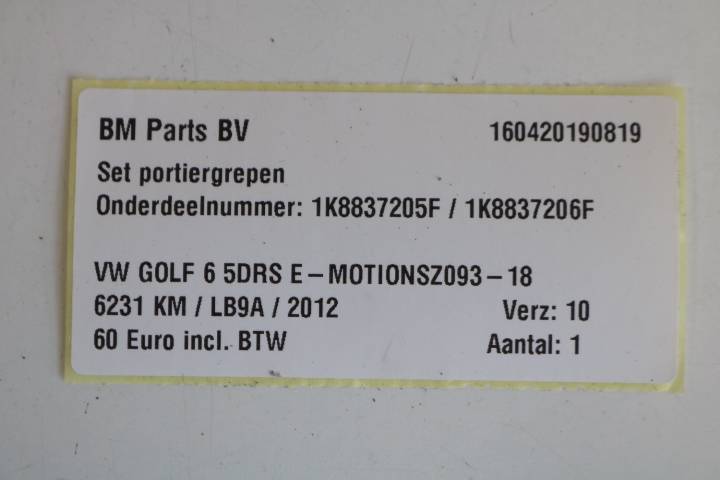 BM Parts BV 160420190819
Set portiergrepen
Onderdeelnummer: 1K8837205F / 1K8837206F
VW GOLF 6 5DRS E-MOTIONSZ093-18
6231 KM / LB9A / 2012 Verz: 10
60 Euro incl. BTW Aantal: 1